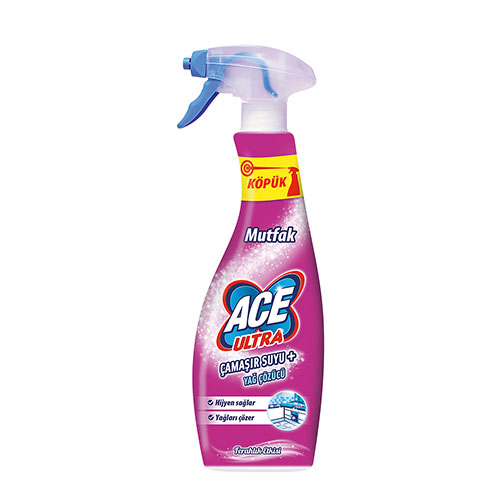 KÖPÜK
Mutfak
ACE
ULTRA
ÇAMAŞIR SUYU +
YAĞ ÇÖZÜCÜ
Hijyen sağlar
Yağları çözer
Ferahlık Etkisi